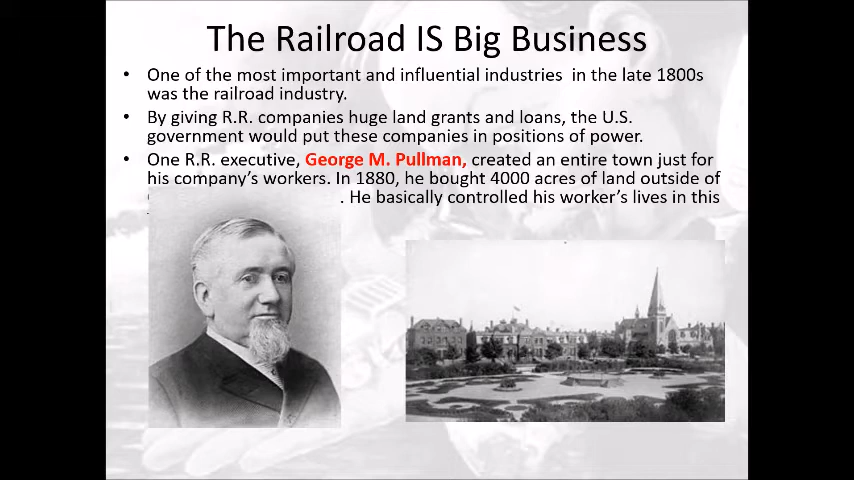 The Railroad IS Big Business
• One of the most important and influential industries in the late 1800s
was the railroad industry.
• By giving R.R. companies huge land grants and loans, the U.S.
government would put these companies in positions of power.
• One R.R. executive, George M. Pullman, created an entire town just for
his company's workers. In 1880, he bought 4000 acres of land outside of
. He basically controlled his worker's lives in this